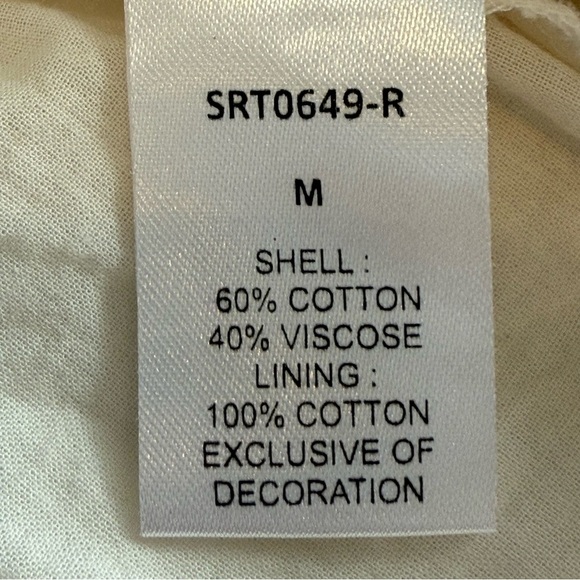 SRT0649-R
M
SHELL :
60% COTTON
40% VISCOSE
LINING :
100% COTTON
EXCLUSIVE OF
DECORATION